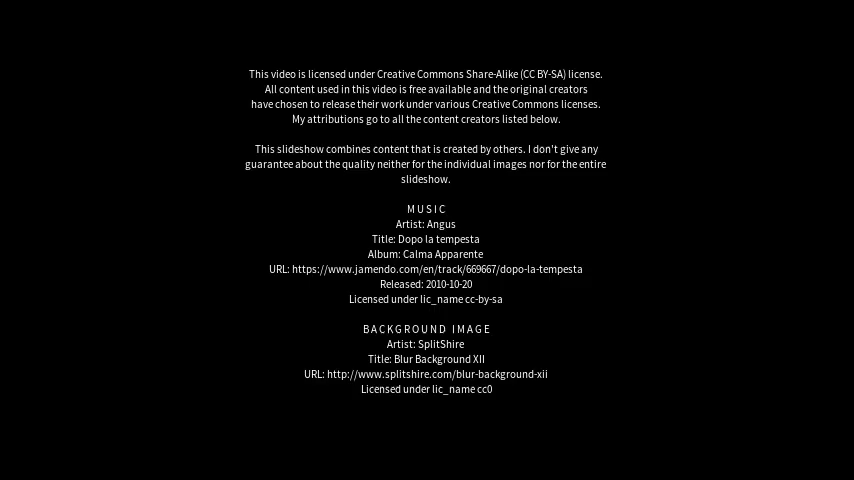 This video is licensed under Creative Commons Share-Alike (CC BY-SA) license.
All content used in this video is free available and the original creators
have chosen to release their work under various Creative Commons licenses.
My attributions go to all the content creators listed below.
This slideshow combines content that is created by others. I don't give any
guarantee about the quality neither for the individual images nor for the entire
slideshow.
MUSIC
Artist: Angus
Title: Dopo la tempesta
Album: Calma Apparente
URL: https://www.jamendo.com/en/track/669667/dopo-la-tempesta
Released: 2010-10-20
Licensed under lic_name cc-by-sa
BACKGROUND IMAGE
Artist: SplitShire
Title: Blur Background XII
URL: http://www.splitshire.com/blur-background-xii
Licensed under lic_name cc0